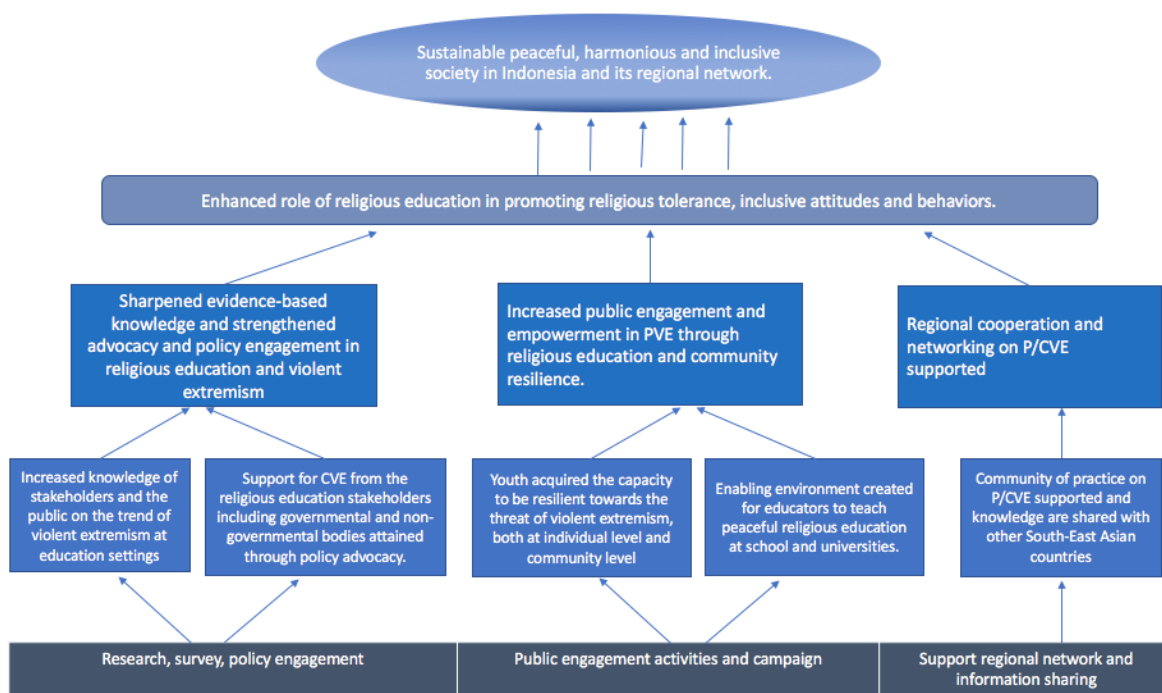 Sustainable peaceful, harmonious and inclusive
society in Indonesia and its regional network.
Enhanced role of religious education in promoting religious tolerance, inclusive attitudes and behaviors.
Sharpened evidence-based
knowledge and strengthened
advocacy and policy engagement in
religious education and violent
extremism
Increased public engagement and
empowerment in PVE through
religious education and community
resilience.
Regional cooperation and
networking on P/CVE
supported
Increased knowledge of
stakeholders and the
public on the trend of
violent extremism at
education settings
Support for CVE from the
religious education stakeholders
including governmental and non-
governmental bodies attained
through policy advocacy.
Youth acquired the capacity
to be resilient towards the
threat of violent extremism,
both at individual level and
community level
Enabling environment created
for educators to teach
peaceful religious education
at school and universities.
Community of practice on
P/CVE supported and
knowledge are shared with
other South-East Asian
countries
Research, survey, policy engagement
Public engagement activities and campaign
Support regional network and
information sharing